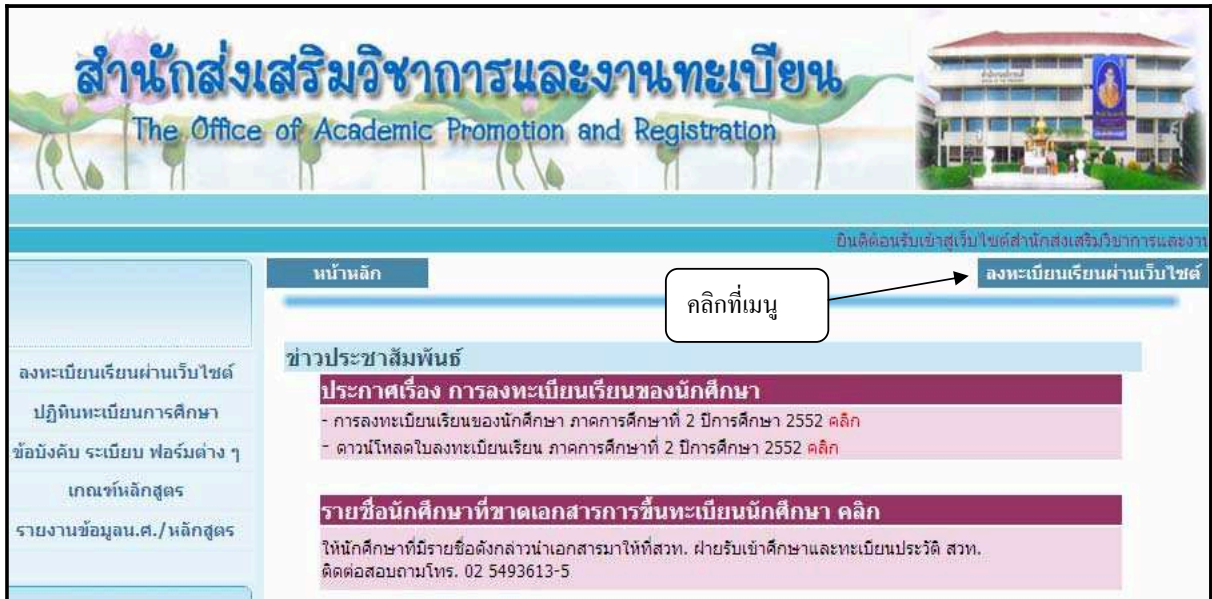 สำนักส่งเสริมวิชาการและงานทะเบียน
The Office of Academic Promotion and Registration
ยินดีต้อนรับเข้าสู่เว็บไซต์สำนักส่งเสริมวิชาการและงาน
หน้าหลัก
ลงทะเบียนเรียนผ่านเว็บไซต์
คลิกที่เมนู
ลงทะเบียนเรียนผ่านเว็บไซต์
ปฏิทินทะเบียนการศึกษา
ข้อบังคับ ระเบียบ ฟอร์มต่าง ๆ
เกณฑ์หลักสูตร
รายงานข้อมูลน.ศ./หลักสูตร
ข่าวประชาสัมพันธ์
ประกาศเรื่อง การลงทะเบียนเรียนของนักศึกษา
- การลงทะเบียนเรียนของนักศึกษา ภาคการศึกษาที่ 2 ปีการศึกษา 2552 คลิก
- ดาวน์โหลดใบลงทะเบียนเรียน ภาคการศึกษาที่ 2 ปีการศึกษา 2552 คลิก
รายชื่อนักศึกษาที่ขาดเอกสารการขึ้นทะเบียนนักศึกษา คลิก
ให้นักศึกษาที่มีรายชื่อดังกล่าวนำเอกสารมาให้ที่สวท. ฝ่ายรับเข้าศึกษาและทะเบียนประวัติ สวท.
ติดต่อสอบถามโทร. 02 5493613-5